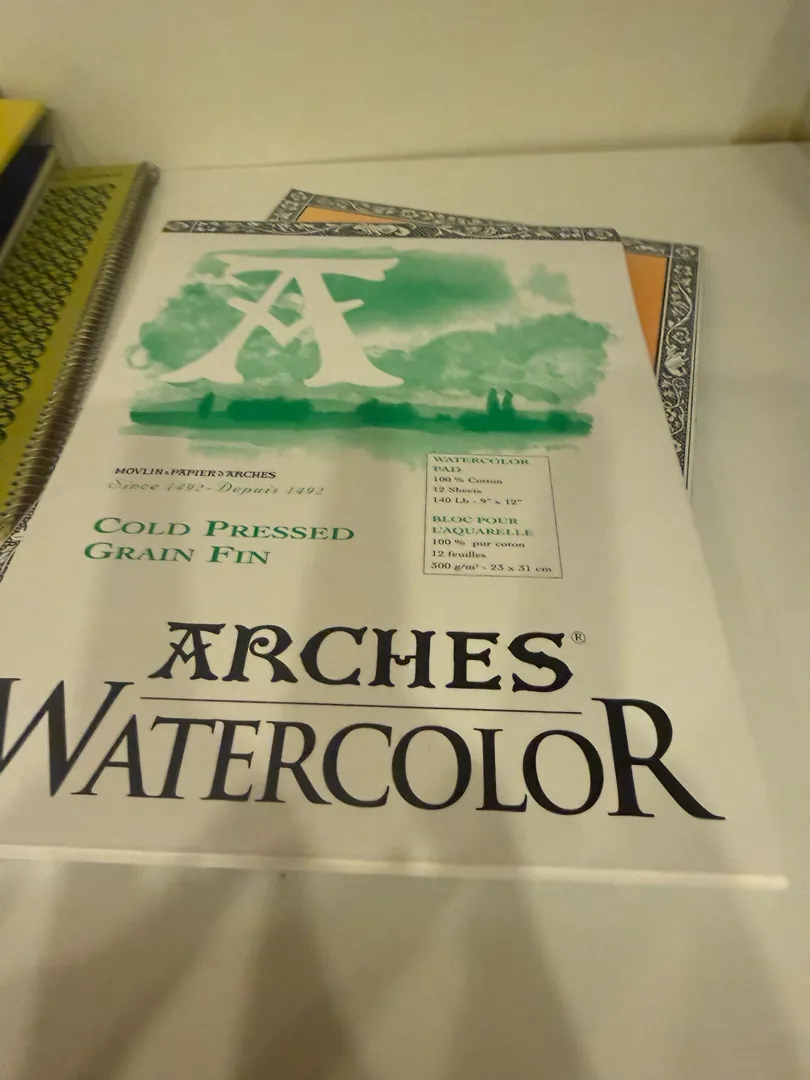 MOVLIN & PAPIER D ARCHES
Since 1492 - Depuis 1492
COLD PRESSED
GRAIN FIN
WATERCOLOR
PAD
100 % Cotton
12 Sheets
140 Lb - 9" x 12"
BLOC POUR
L'AQUARELLE
100 % pur coton
12 feuilles
300 g/m² - 23 x 31 cm
ARCHES®
WATERCOLOR